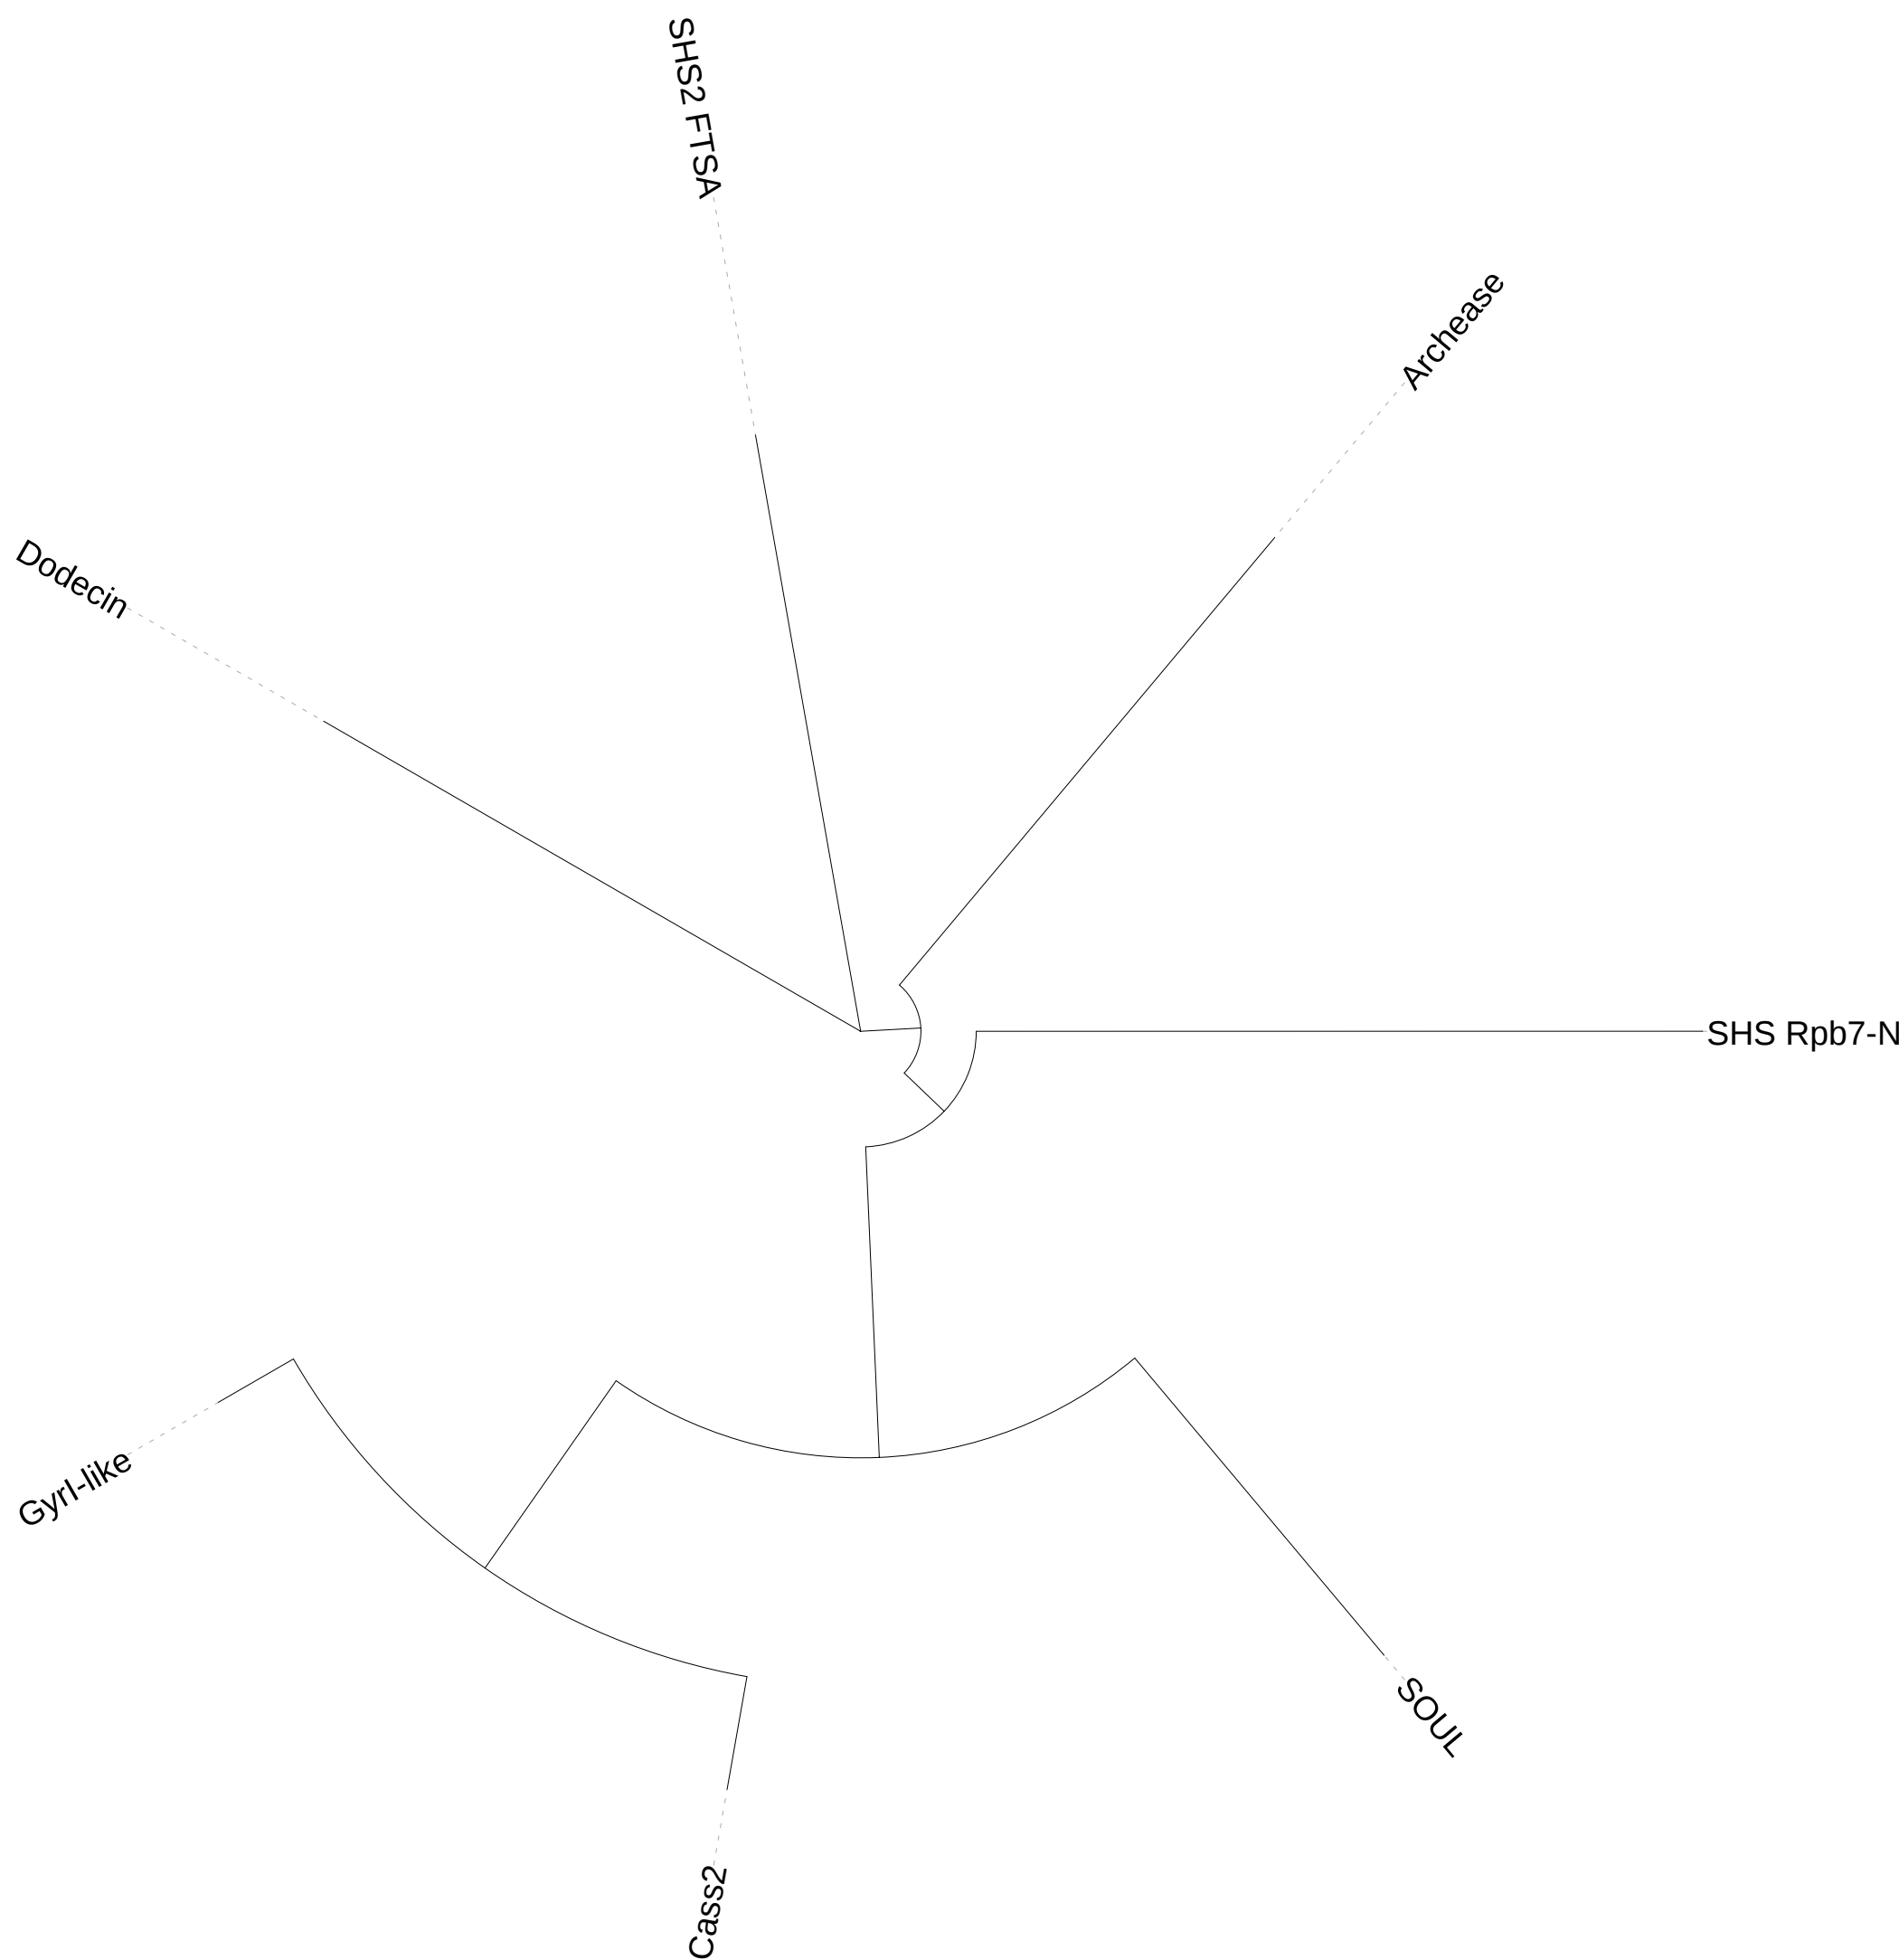 SHS2 FTSA
Archease
Dodecin
SHS Rpb7-N
GyrI-like
SOUL
Cass2